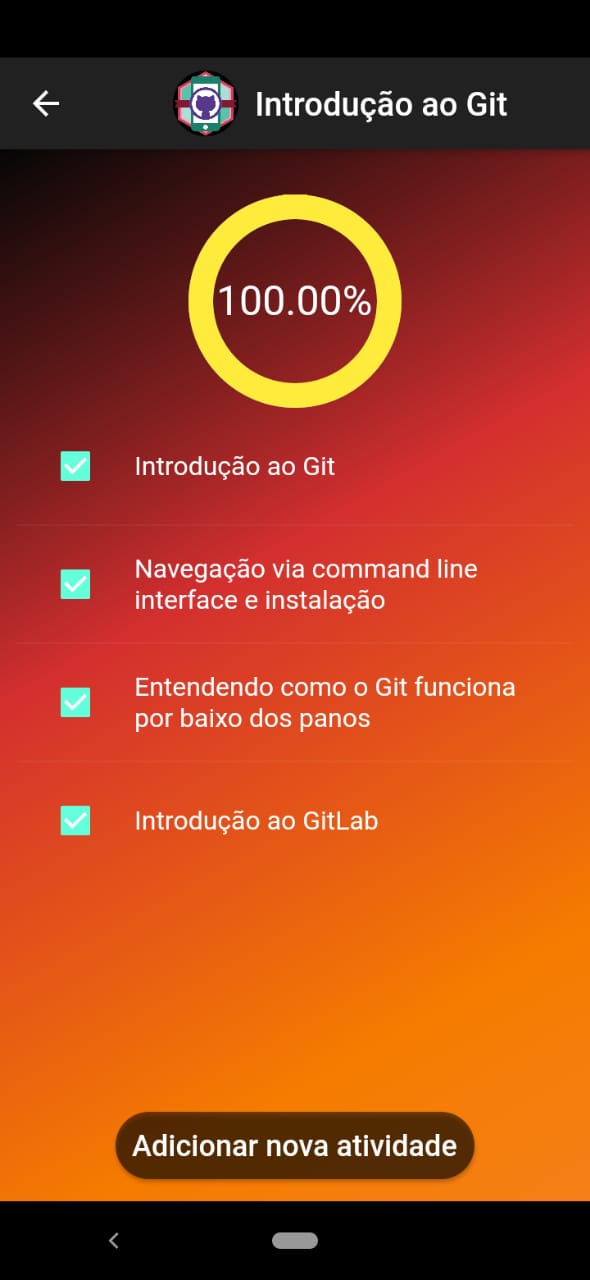 Introdução ao Git
100.00%
Introdução ao Git
Navegação via command line
interface e instalação
Entendendo como o Git funciona
por baixo dos panos
Introdução ao GitLab
Adicionar nova atividade